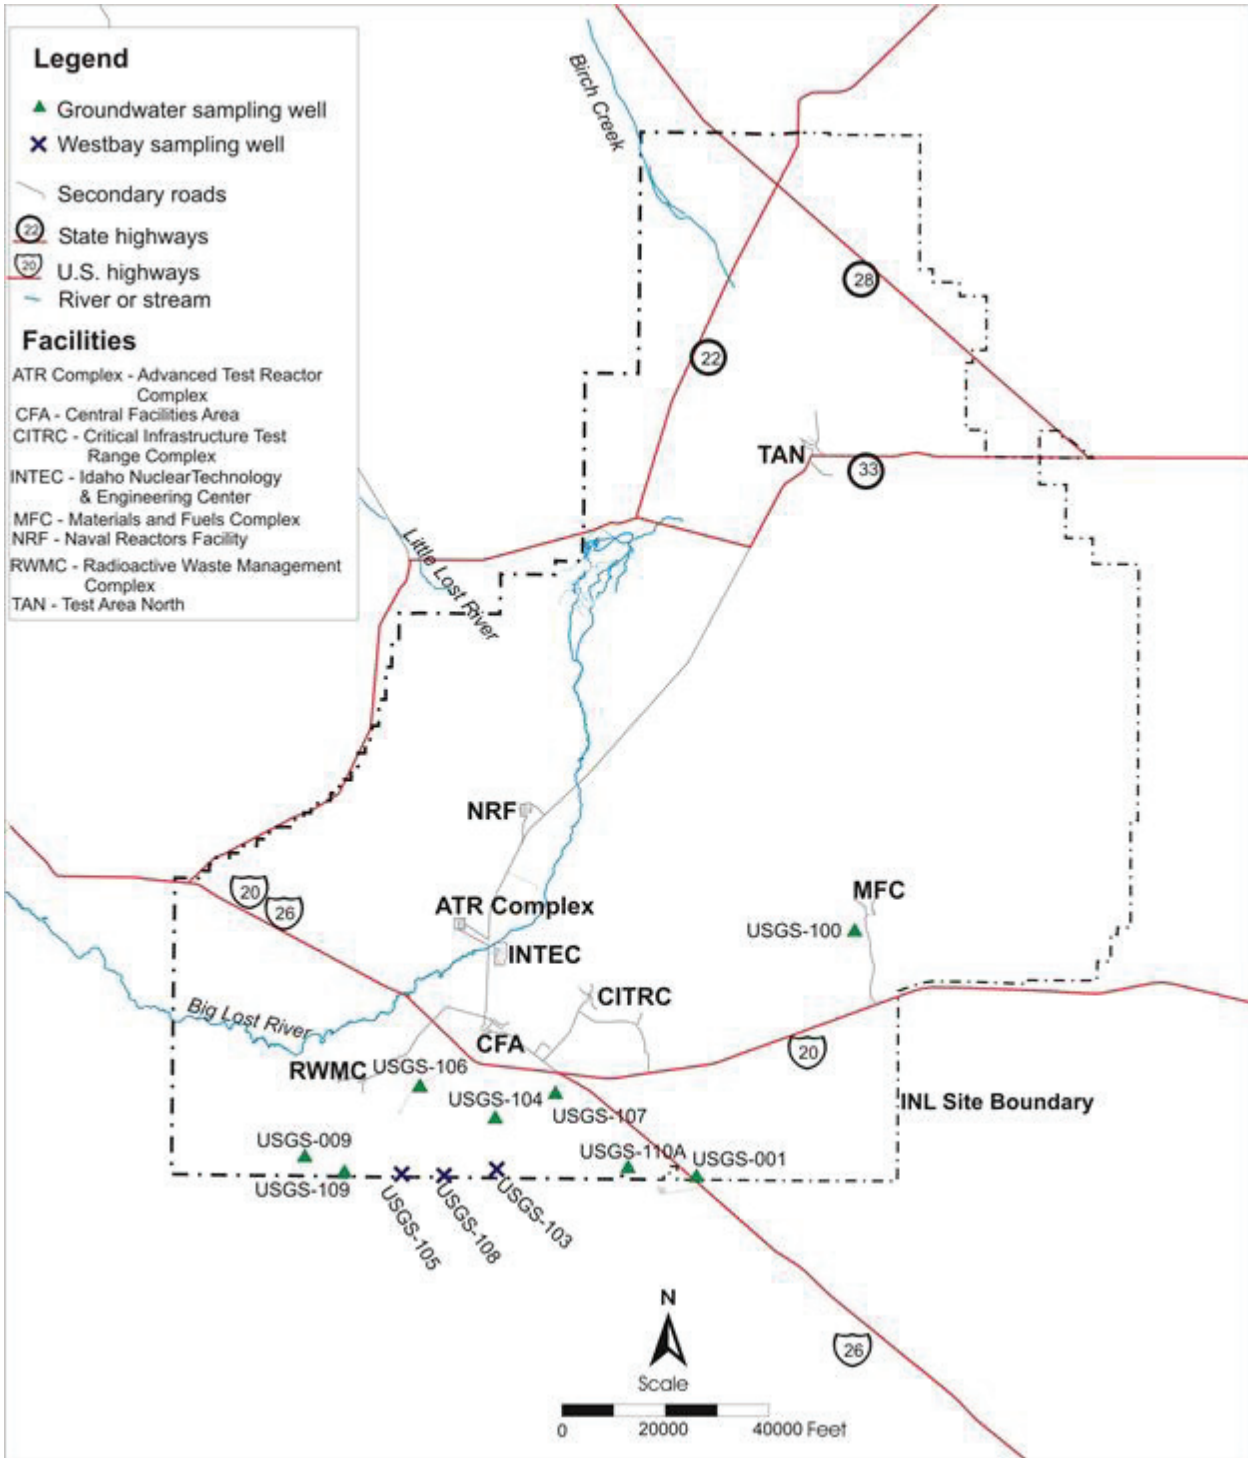 Legend
Groundwater sampling well
Westbay sampling well
Secondary roads
22 State highways
20 U.S. highways
River or stream
Facilities
ATR Complex - Advanced Test Reactor
Complex
CFA - Central Facilities Area
CITRC - Critical Infrastructure Test
Range Complex
INTEC - Idaho NuclearTechnology
& Engineering Center
MFC - Materials and Fuels Complex
NRF - Naval Reactors Facility
RWMC - Radioactive Waste Management
Complex
TAN - Test Area North
Birch Creek
28
22
TAN
33
Little Lost River
NRF
20
26
ATR Complex
INTEC
MFC
USGS-100
CITRC
Big Lost River
CFA
20
RWMC
USGS-106
USGS-104
USGS-107
INL Site Boundary
USGS-009
USGS-110A
USGS-001
USGS-109
USGS-105
USGS-108
USGS-103
N
26
Scale
0 20000 40000 Feet